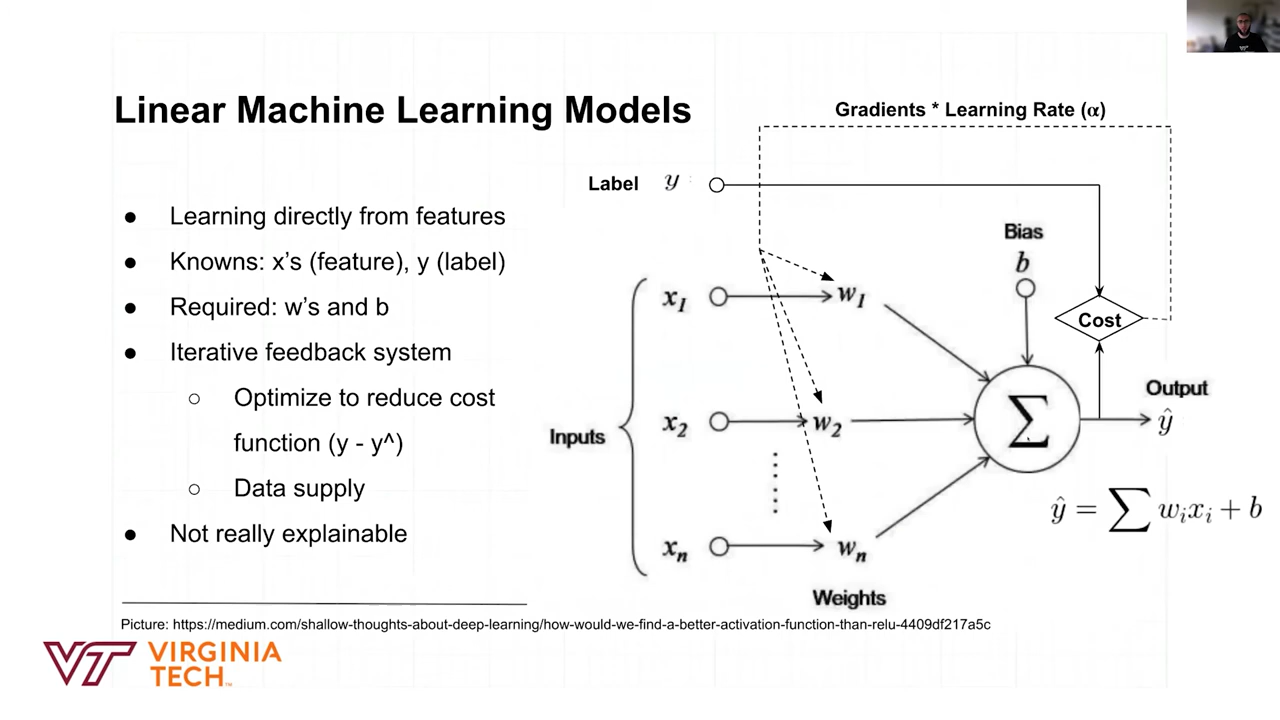 Linear Machine Learning Models
● Learning directly from features
● Knowns: x's (feature), y (label)
● Required: w's and b
● Iterative feedback system
○ Optimize to reduce cost
function (y - y^)
○ Data supply
● Not really explainable
Gradients * Learning Rate (α)
Label y
Bias
b
x₁ w₁
Cost
Output
x₂ w₂ Σ ŷ
Inputs
ŷ = ∑ wᵢxᵢ + b
xₙ wₙ
Weights
Picture: https://medium.com/shallow-thoughts-about-deep-learning/how-would-we-find-a-better-activation-function-than-relu-4409df217a5c
VT VIRGINIA
TECH™